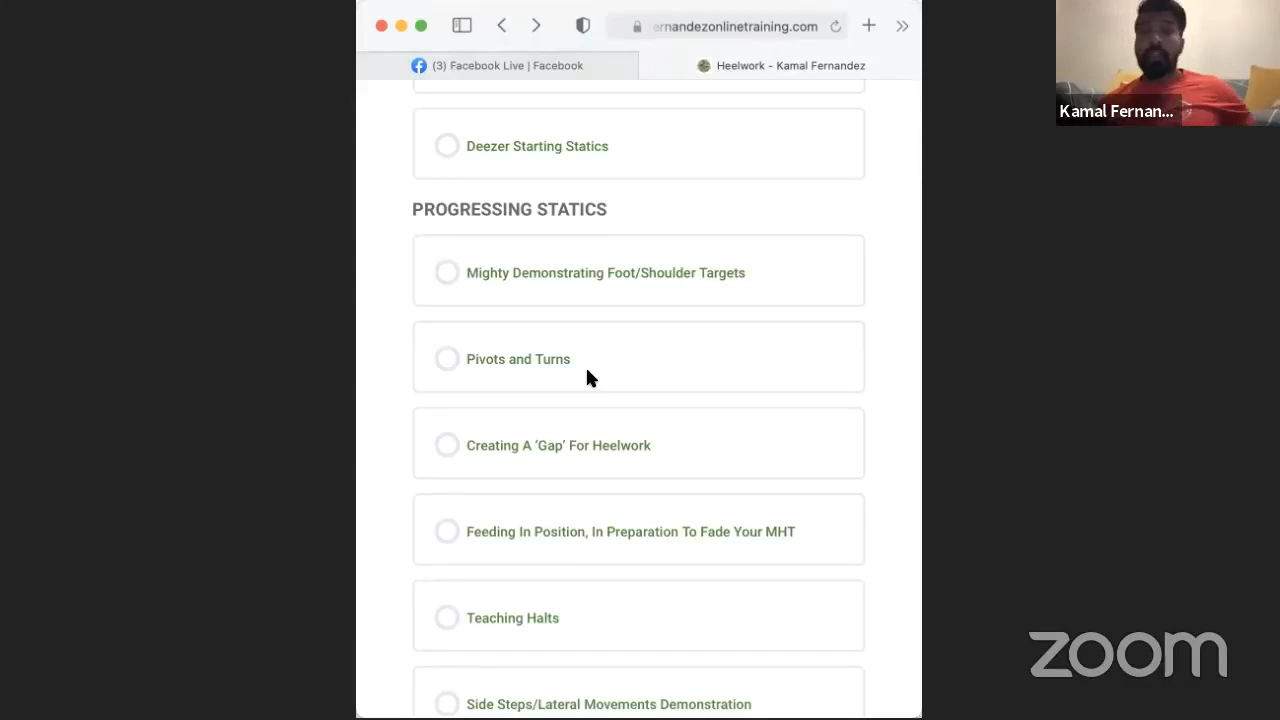 ernandezonlinetraining.com
(3) Facebook Live | Facebook
Heelwork - Kamal Fernandez
Kamal Fernan...
Deezer Starting Statics
PROGRESSING STATICS
Mighty Demonstrating Foot/Shoulder Targets
Pivots and Turns
Creating A ‘Gap’ For Heelwork
Feeding In Position, In Preparation To Fade Your MHT
Teaching Halts
Side Steps/Lateral Movements Demonstration
zoom